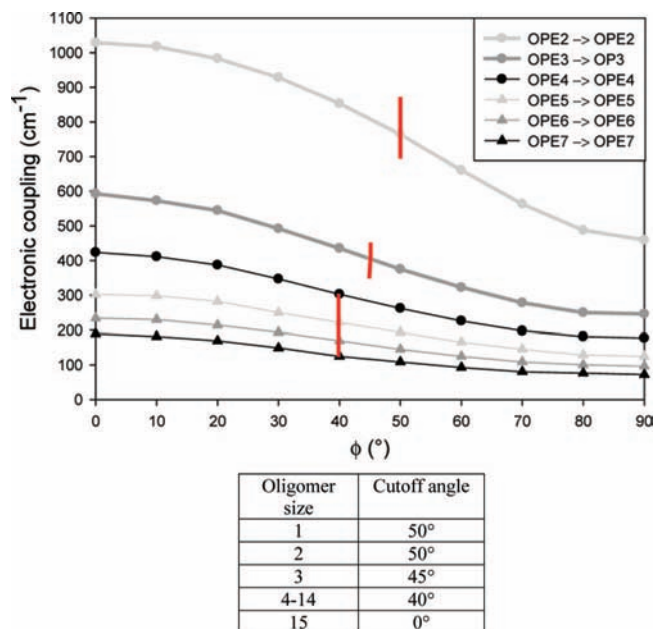 1100
1000
900
800
700
600
500
400
300
200
100
0
Electronic coupling (cm⁻¹)
OPE2 –> OPE2
OPE3 –> OP3
OPE4 –> OPE4
OPE5 –> OPE5
OPE6 –> OPE6
OPE7 –> OPE7
0 10 20 30 40 50 60 70 80 90
ϕ (°)
Oligomer Cutoff angle
size
1 50°
2 50°
3 45°
4-14 40°
15 0°